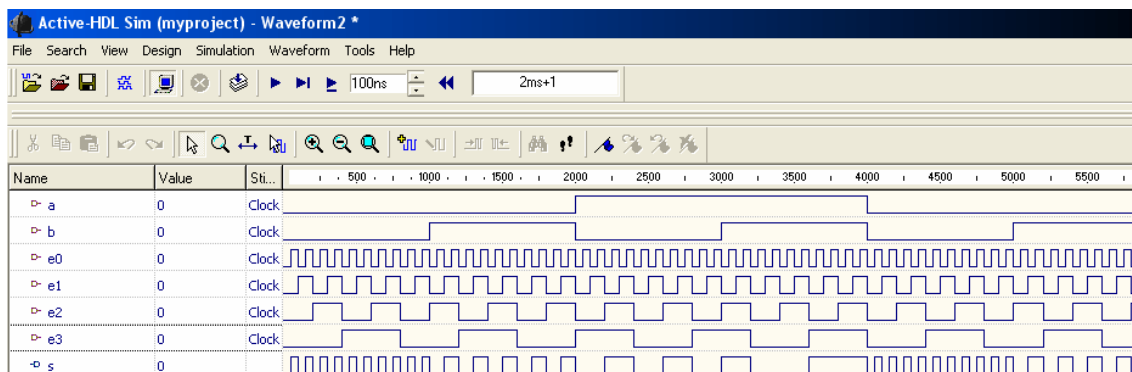 Active-HDL Sim (myproject) - Waveform2 *
File Search View Design Simulation Waveform Tools Help
100ns 2ms+1
Name Value Sti... 500 1000 1500 2000 2500 3000 3500 4000 4500 5000 5500
a 0 Clock
b 0 Clock
e0 0 Clock
e1 0 Clock
e2 0 Clock
e3 0 Clock
s 0